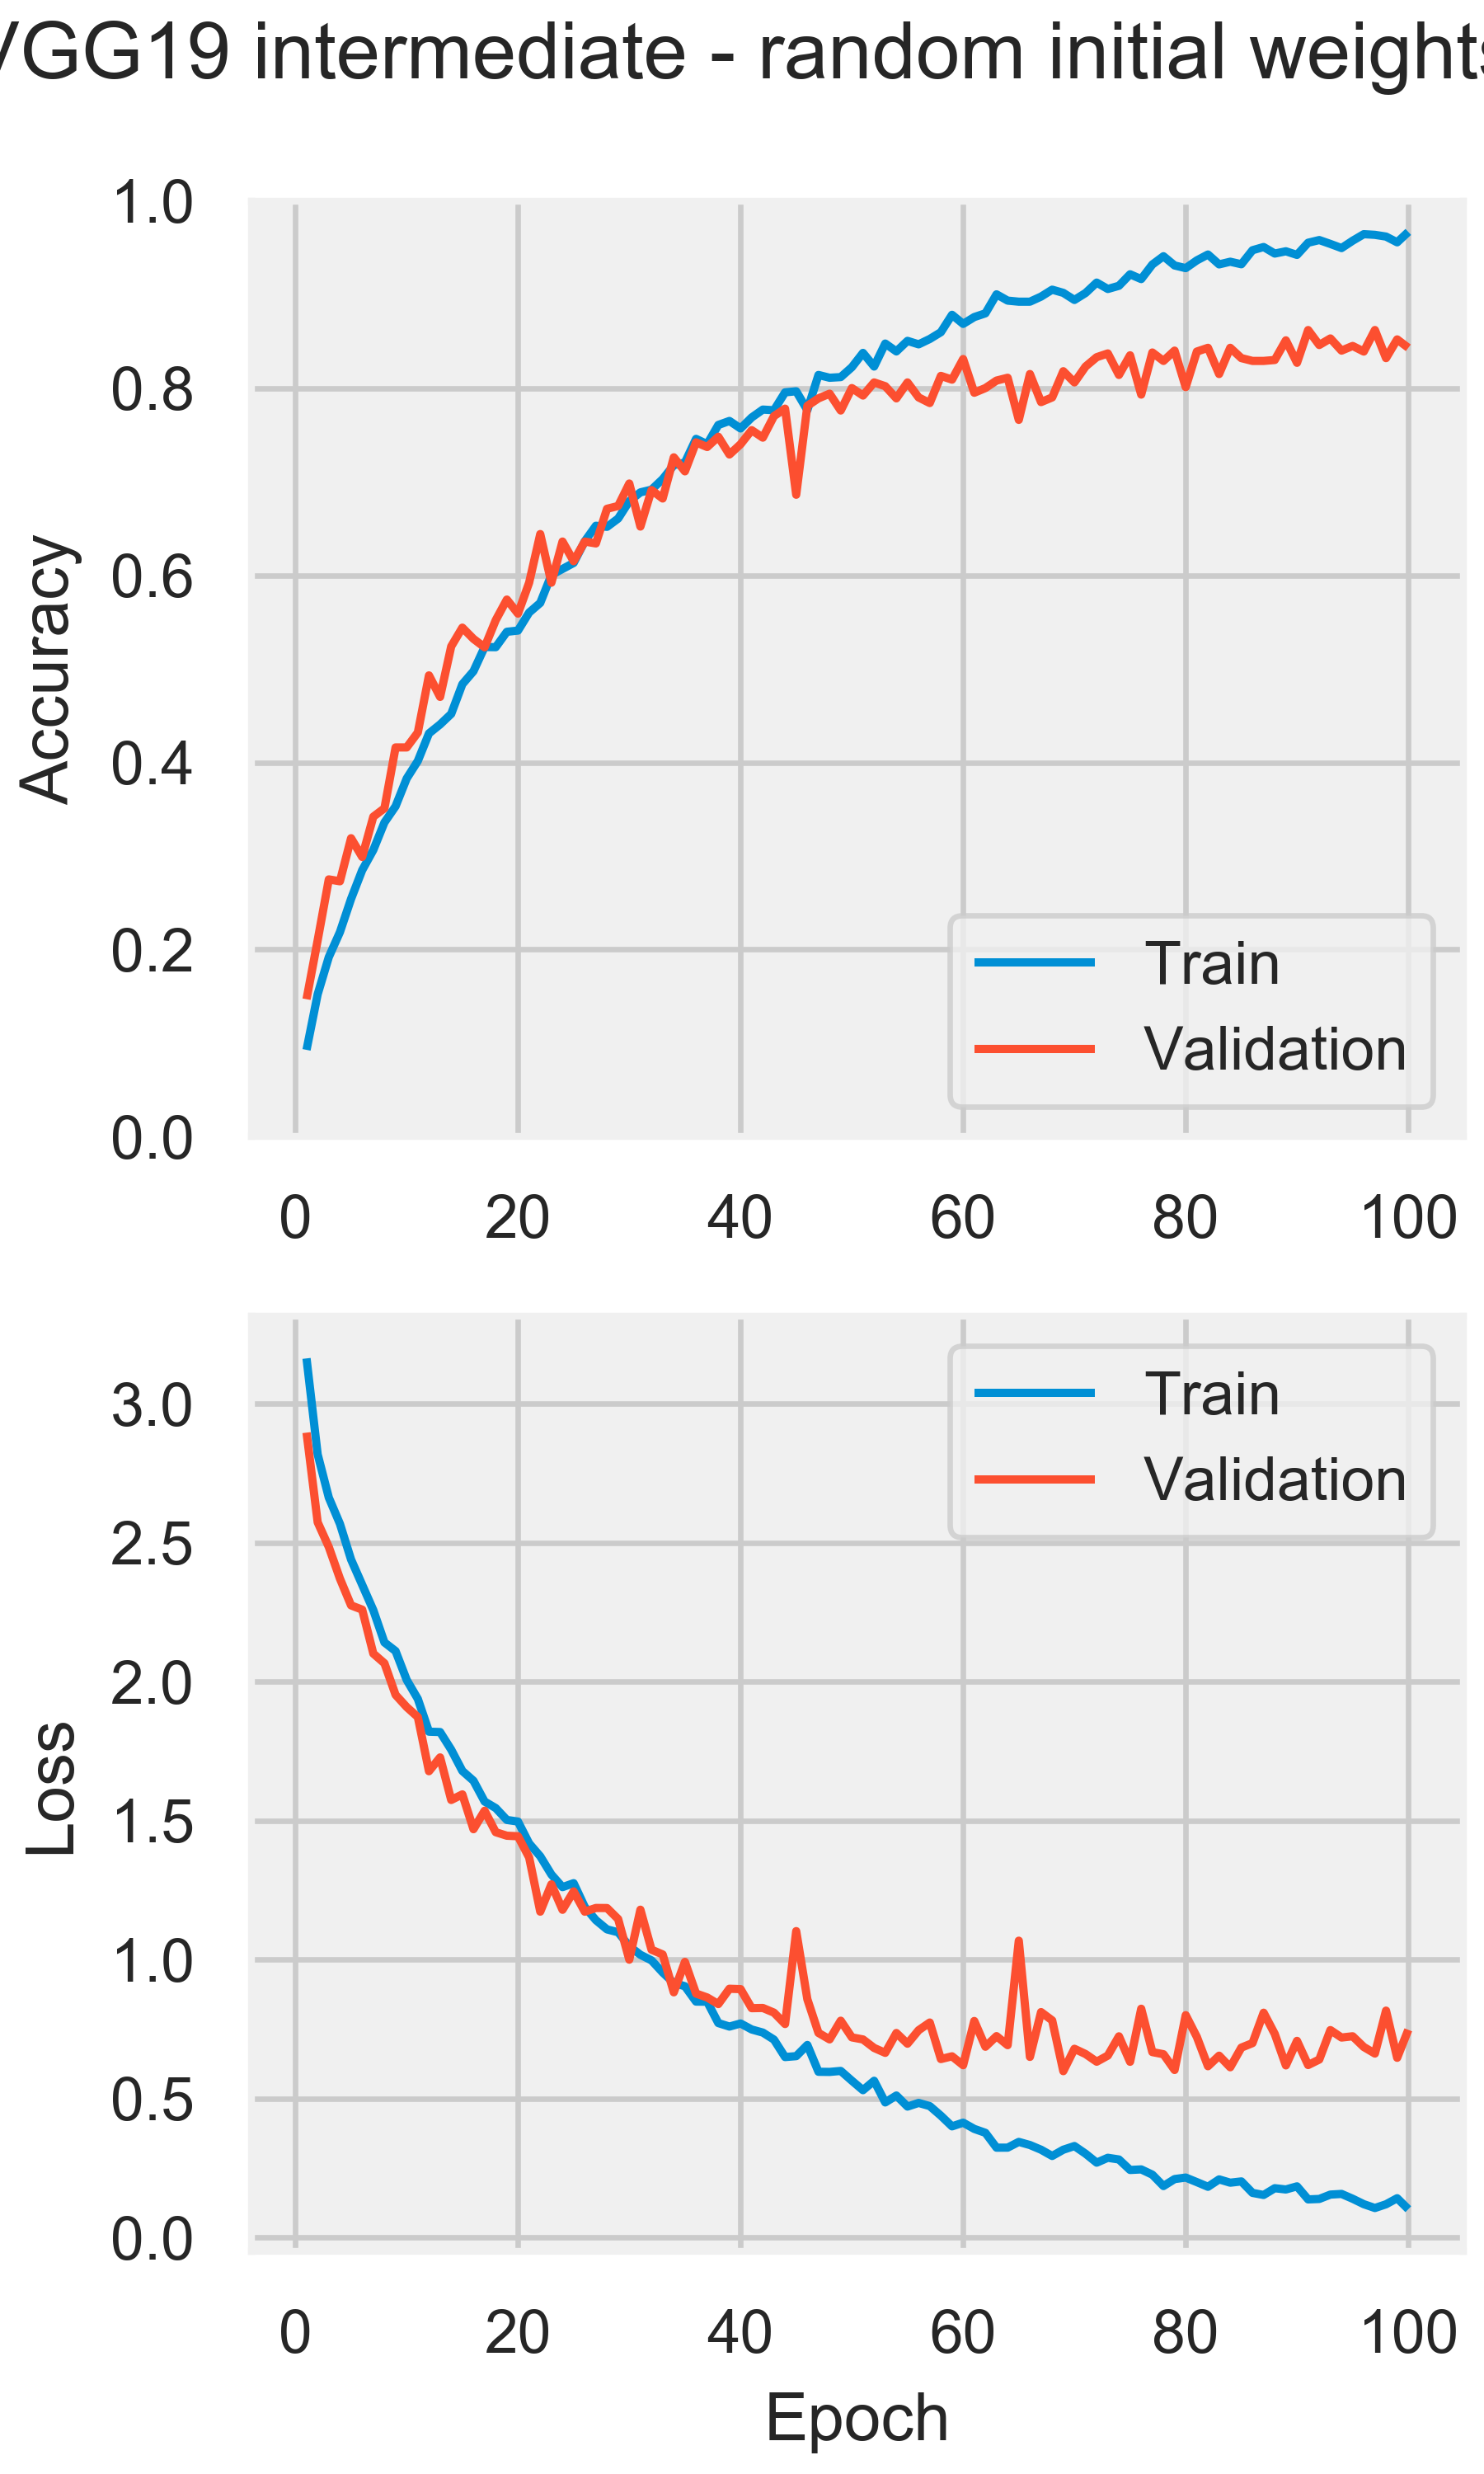 VGG19 intermediate - random initial weights
1.0
0.8
0.6
0.4
0.2
0.0
Accuracy
Train
Validation
0 20 40 60 80 100
3.0
2.5
2.0
1.5
1.0
0.5
0.0
Loss
Train
Validation
0 20 40 60 80 100
Epoch